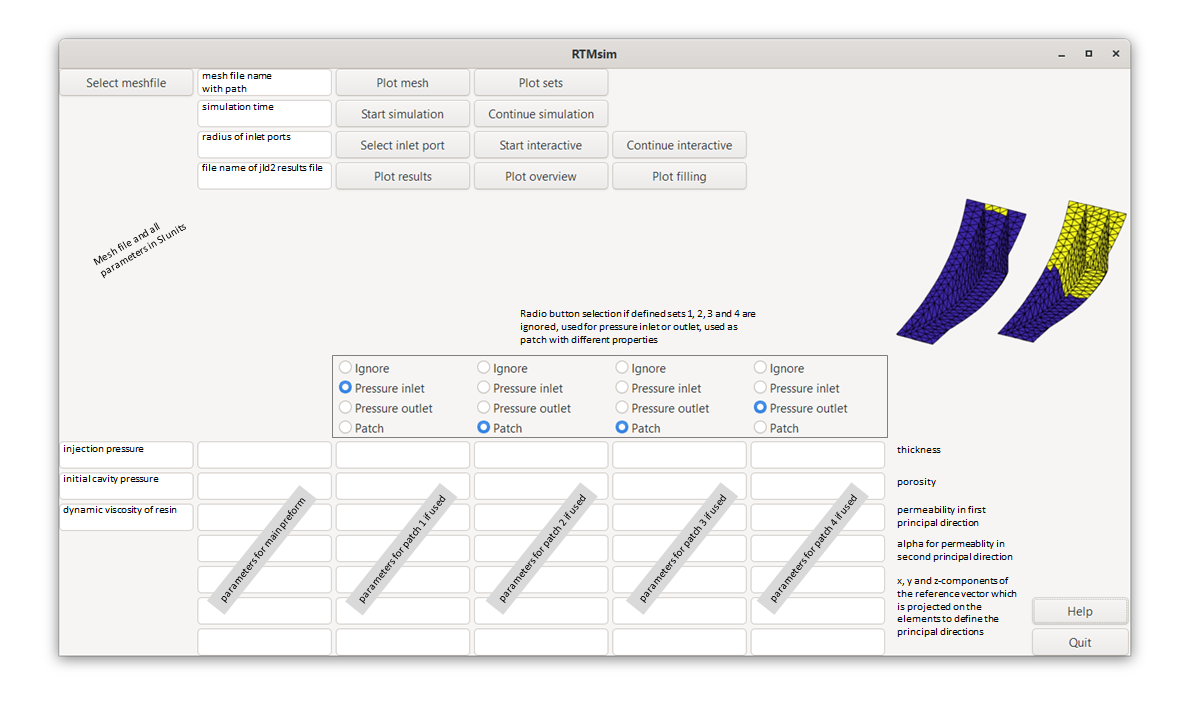 RTMsim
Select meshfile
mesh file name
with path
Plot mesh
Plot sets
simulation time
Start simulation
Continue simulation
radius of inlet ports
Select inlet port
Start interactive
Continue interactive
file name of jld2 results file
Plot results
Plot overview
Plot filling
Mesh file and all
parameters in SI units
Radio button selection if defined sets 1, 2, 3 and 4 are
ignored, used for pressure inlet or outlet, used as
patch with different properties
Ignore
Pressure inlet
Pressure outlet
Patch
Ignore
Pressure inlet
Pressure outlet
Patch
Ignore
Pressure inlet
Pressure outlet
Patch
Ignore
Pressure inlet
Pressure outlet
Patch
injection pressure
initial cavity pressure
dynamic viscosity of resin
parameters for main preform
parameters for patch 1 if used
parameters for patch 2 if used
parameters for patch 3 if used
parameters for patch 4 if used
thickness
porosity
permeability in first
principal direction
alpha for permeablity in
second principal direction
x, y and z-components of
the reference vector which
is projected on the
elements to define the
principal directions
Help
Quit